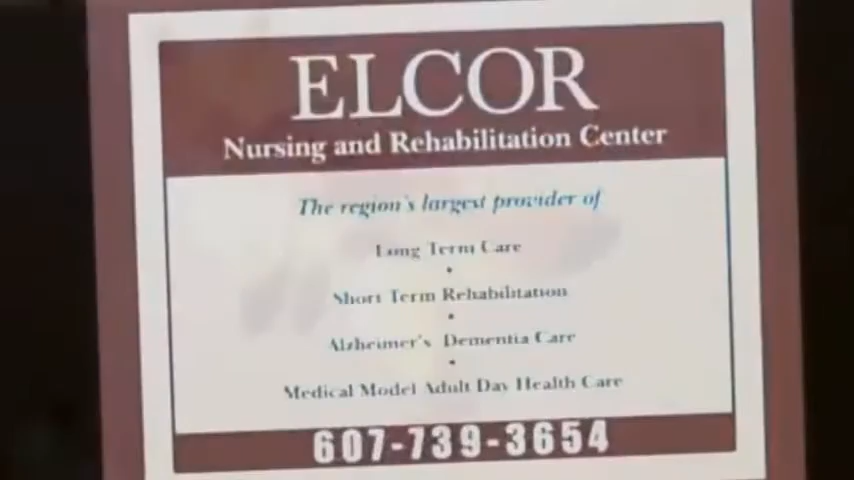 ELCOR
Nursing and Rehabilitation Center
The region's largest provider of
Long Term Care
•
Short Term Rehabilitation
•
Alzheimer's Dementia Care
•
Medical Model Adult Day Health Care
607-739-3654